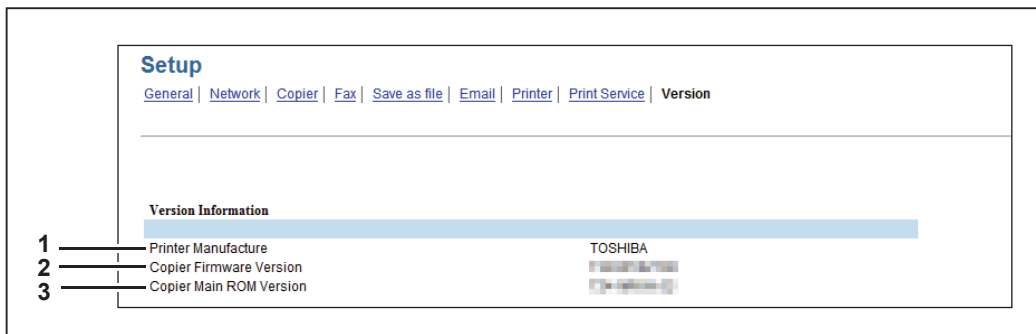 Setup
General | Network | Copier | Fax | Save as file | Email | Printer | Print Service | Version
Version Information
1 Printer Manufacture TOSHIBA
2 Copier Firmware Version
3 Copier Main ROM Version